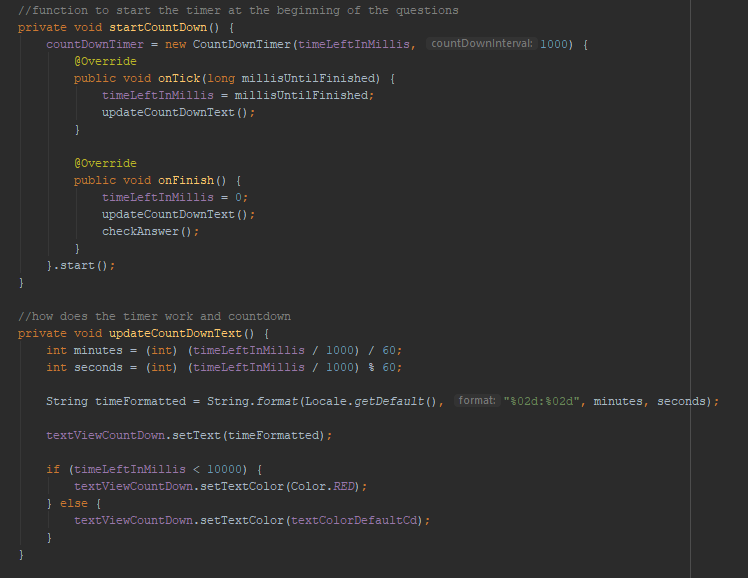 //function to start the timer at the beginning of the questions
private void startCountDown() {
    countDownTimer = new CountDownTimer(timeLeftInMillis, countDownInterval: 1000) {
        @Override
        public void onTick(long millisUntilFinished) {
            timeLeftInMillis = millisUntilFinished;
            updateCountDownText();
        }

        @Override
        public void onFinish() {
            timeLeftInMillis = 0;
            updateCountDownText();
            checkAnswer();
        }
    }.start();
}

//how does the timer work and countdown
private void updateCountDownText() {
    int minutes = (int) (timeLeftInMillis / 1000) / 60;
    int seconds = (int) (timeLeftInMillis / 1000) % 60;

    String timeFormatted = String.format(Locale.getDefault(), format: "%02d:%02d", minutes, seconds);

    textViewCountDown.setText(timeFormatted);

    if (timeLeftInMillis < 10000) {
        textViewCountDown.setTextColor(Color.RED);
    } else {
        textViewCountDown.setTextColor(textColorDefaultCd);
    }
}